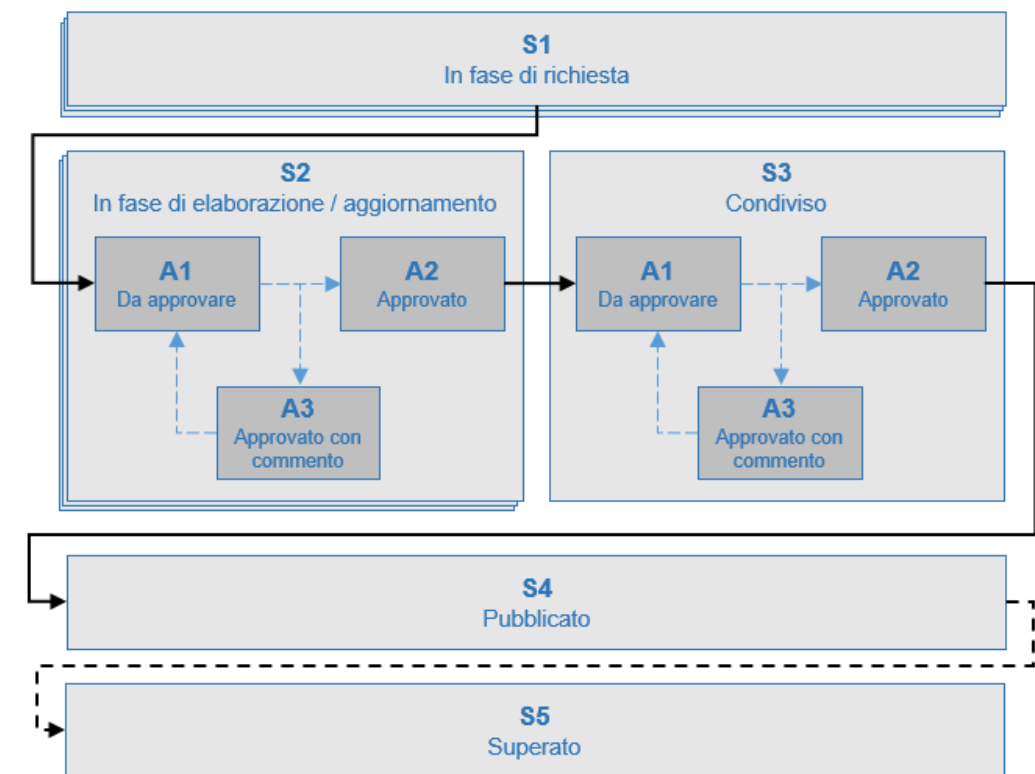 S1
In fase di richiesta
S2
In fase di elaborazione / aggiornamento
A1
Da approvare
A2
Approvato
A3
Approvato con
commento
S3
Condiviso
A1
Da approvare
A2
Approvato
A3
Approvato con
commento
S4
Pubblicato
S5
Superato